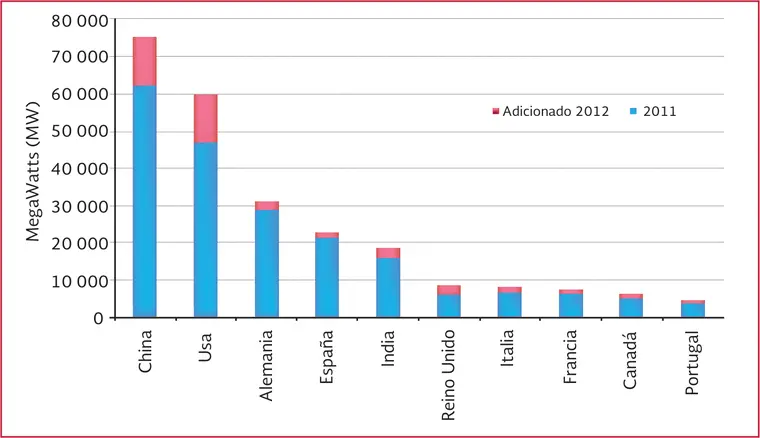 80 000
70 000
60 000
50 000
40 000
30 000
20 000
10 000
0
MegaWatts (MW)
Adicionado 2012 2011
China
Usa
Alemania
España
India
Reino Unido
Italia
Francia
Canadá
Portugal